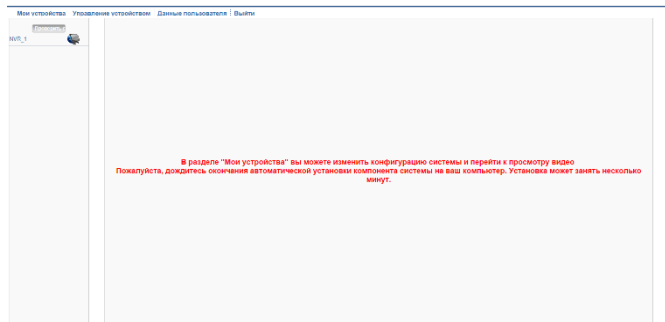 Мои устройства Управление устройством Данные пользователя Выйти
NVR_1
В разделе "Мои устройства" вы можете изменить конфигурацию системы и перейти к просмотру видео
Пожалуйста, дождитесь окончания автоматической установки компонента системы на ваш компьютер. Установка может занять несколько
минут.